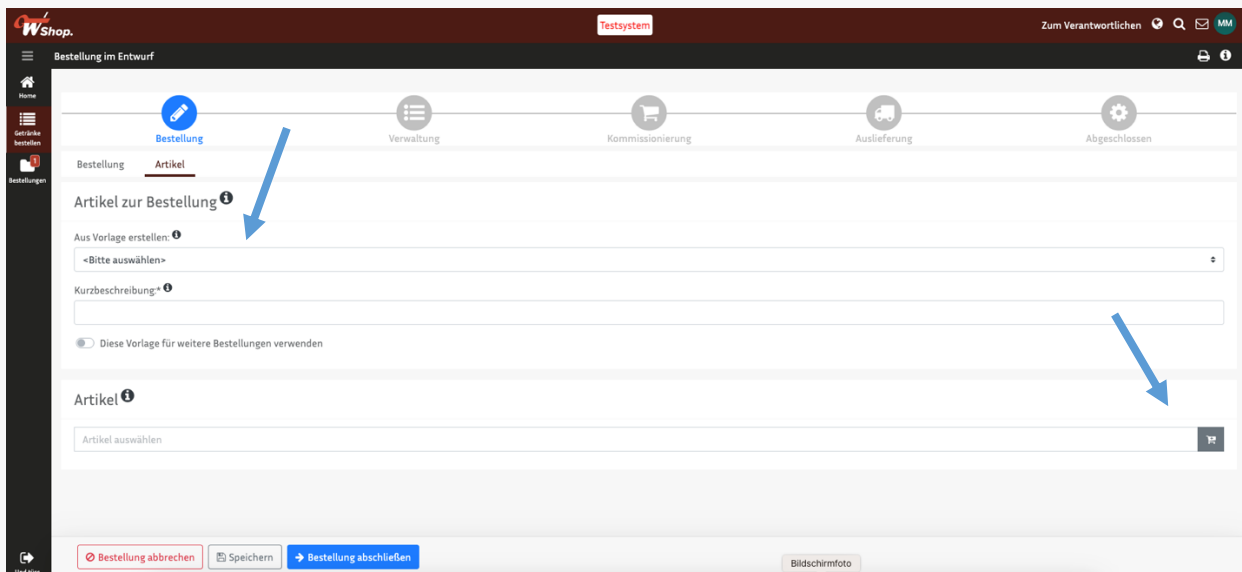 WShop.
Testsystem
Zum Verantwortlichen
MM
Bestellung im Entwurf
Home
Getränke
bestellen
1
Bestellungen
Bestellung
Verwaltung
Kommissionierung
Auslieferung
Abgeschlossen
Bestellung Artikel
Artikel zur Bestellung
Aus Vorlage erstellen:
<Bitte auswählen>
Kurzbeschreibung:*
Diese Vorlage für weitere Bestellungen verwenden
Artikel
Artikel auswählen
Bestellung abbrechen
Speichern
Bestellung abschließen
Bildschirmfoto